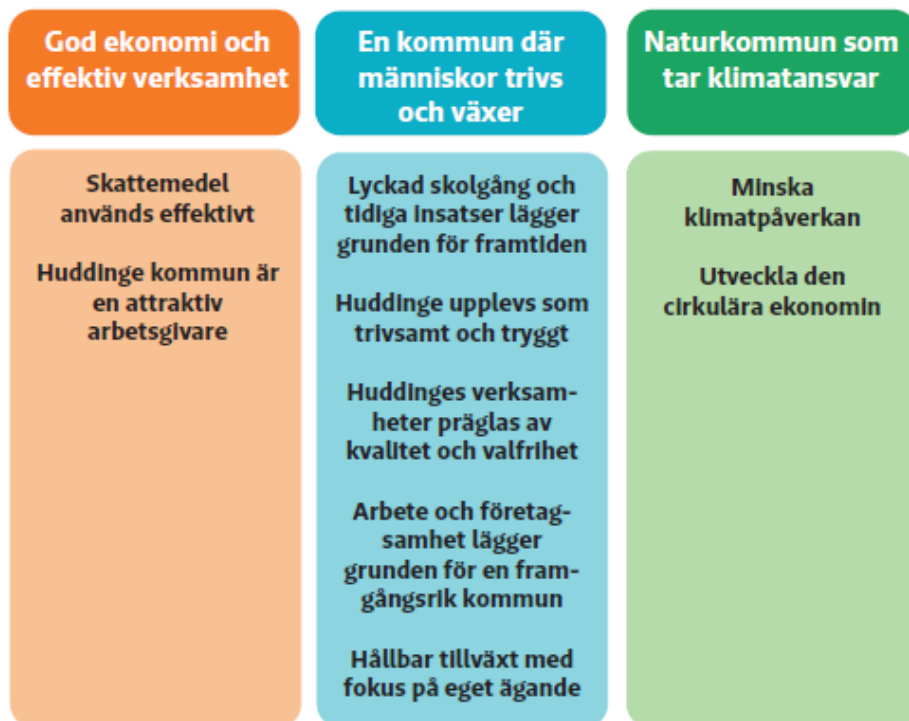 God ekonomi och
effektiv verksamhet
Skattemedel
används effektivt
Huddinge kommun är
en attraktiv
arbetsgivare
En kommun där
människor trivs
och växer
Lyckad skolgång och
tidiga insatser lägger
grunden för framtiden
Huddinge upplevs som
trivsamt och tryggt
Huddinges verksam-
heter präglas av
kvalitet och valfrihet
Arbete och företag-
samhet lägger
grunden för en fram-
gångsrik kommun
Hållbar tillväxt med
fokus på eget ägande
Naturkommun som
tar klimatansvar
Minska
klimatpåverkan
Utveckla den
cirkulära ekonomin